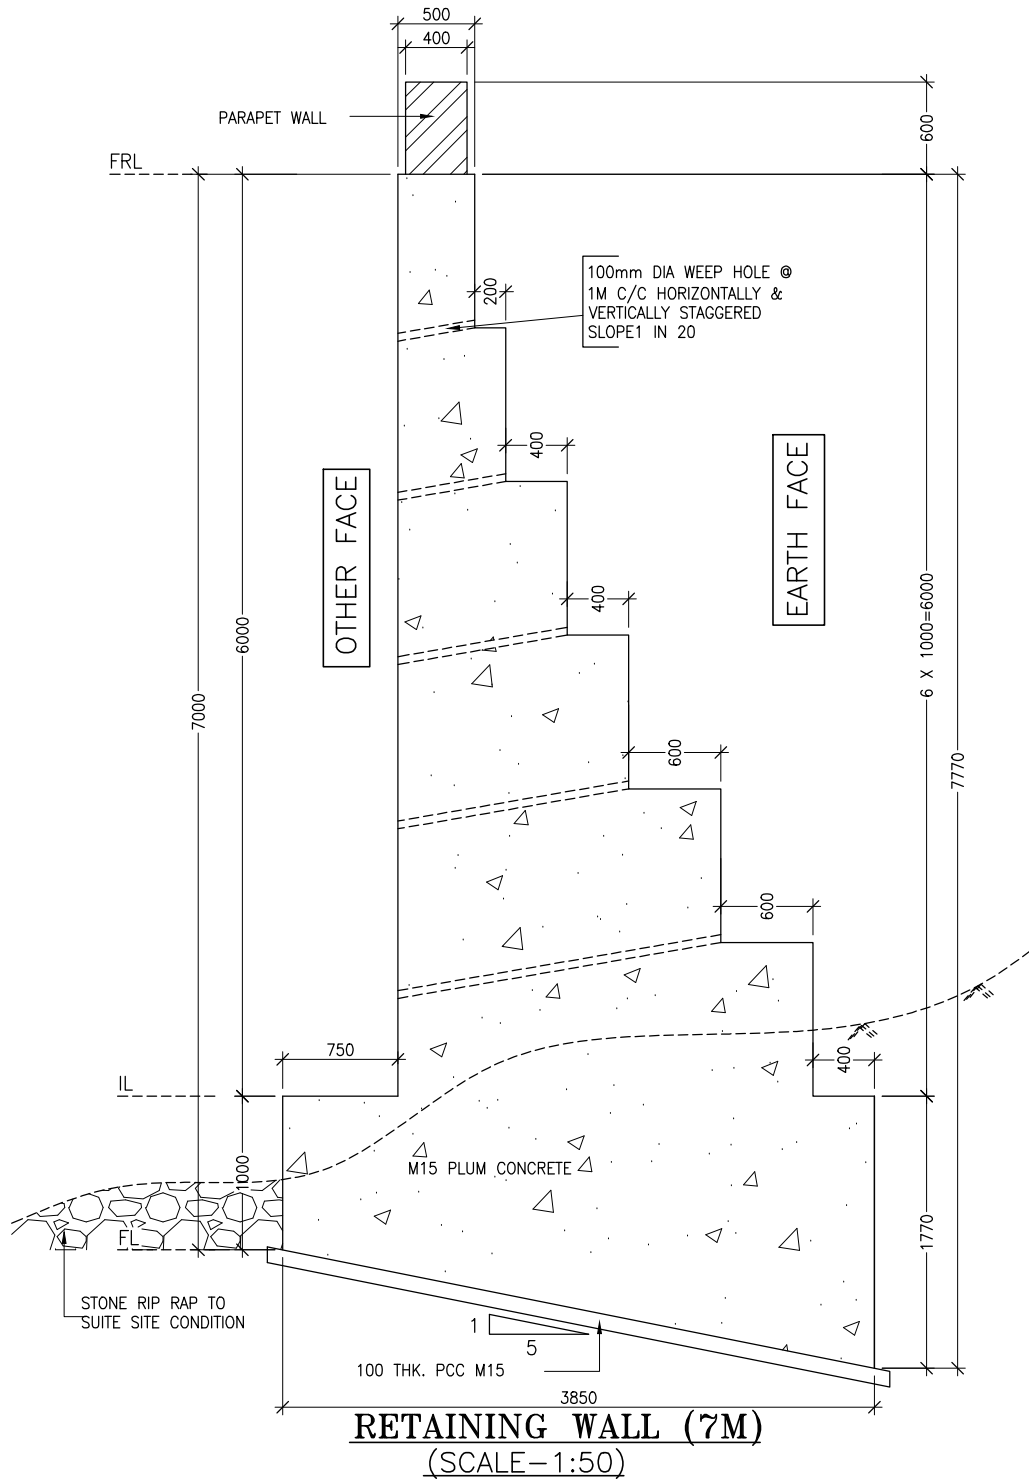 500
400
PARAPET WALL
600
FRL
100mm DIA WEEP HOLE @
1M C/C HORIZONTALLY &
VERTICALLY STAGGERED
SLOPE1 IN 20
200
400
OTHER FACE
EARTH FACE
400
6000
6 X 1000=6000
7000
600
7770
600
750
400
IL
M15 PLUM CONCRETE
1000
FL
1770
STONE RIP RAP TO
SUITE SITE CONDITION
1
5
100 THK. PCC M15
3850
RETAINING WALL (7M)
(SCALE-1:50)